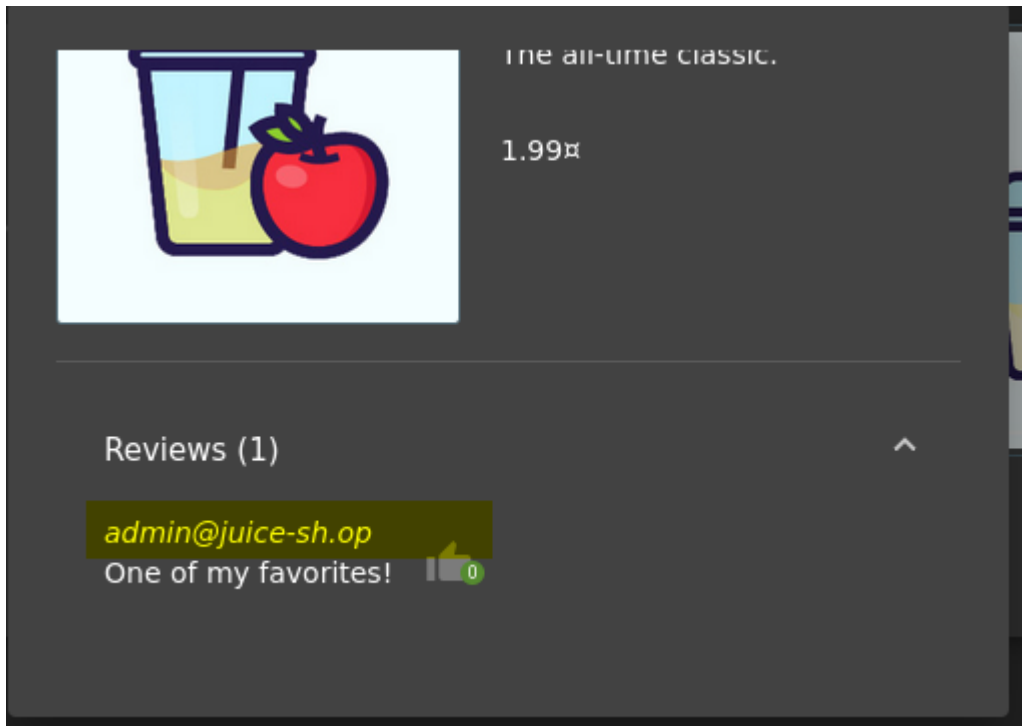 The all-time classic.
1.99¤
Reviews (1)
admin@juice-sh.op
One of my favorites!
0